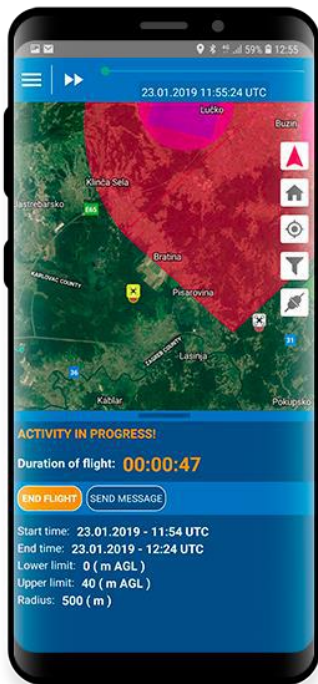 59% 12:55
23.01.2019 11:55:24 UTC
Lučko
Buzin
Klinča Sela
Jastrebarsko
E65
Bratina
KARLOVAC COUNTY
Pisarovina
ZAGREB COUNTY
Lasinja
31
36
Kablar
Pokupsko
ACTIVITY IN PROGRESS!
Duration of flight: 00:00:47
END FLIGHT SEND MESSAGE
Start time: 23.01.2019 - 11:54 UTC
End time: 23.01.2019 - 12:24 UTC
Lower limit: 0 ( m AGL )
Upper limit: 40 ( m AGL )
Radius: 500 ( m )